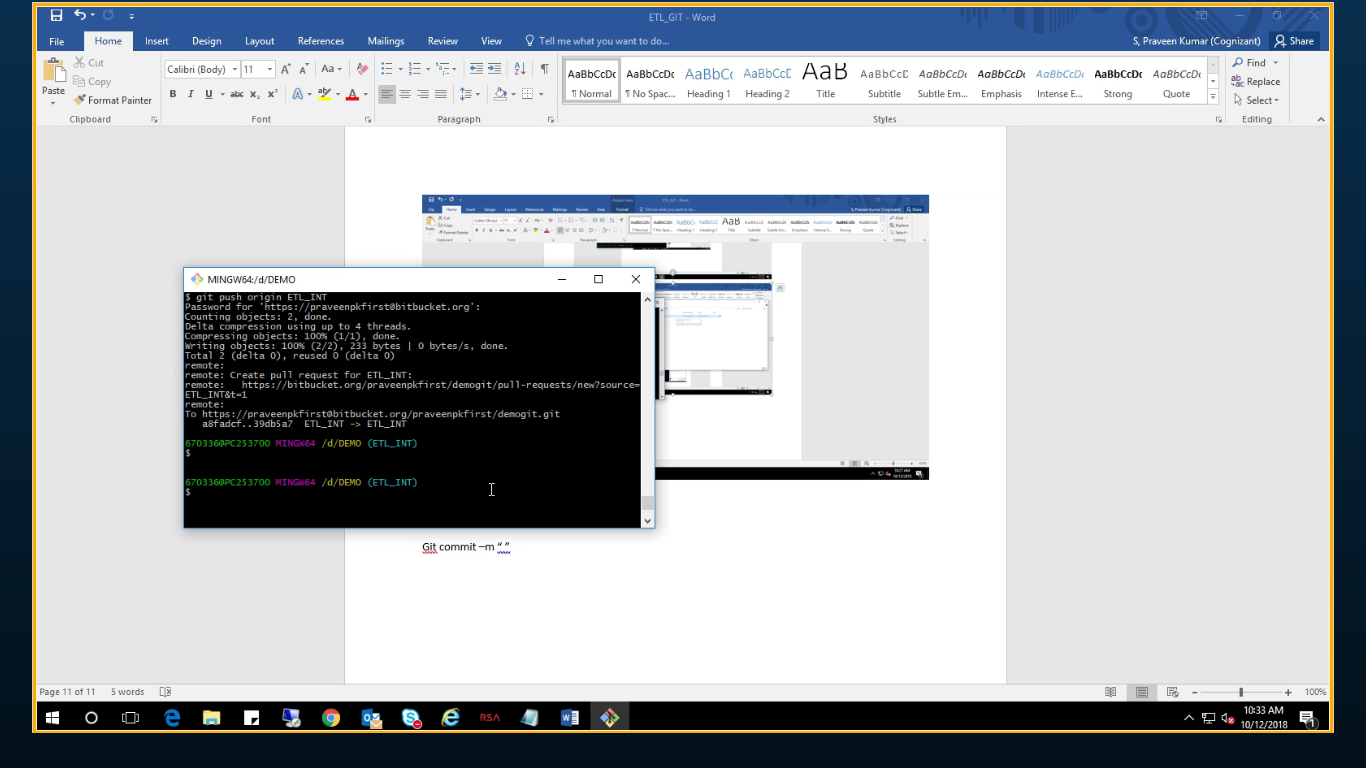 ETL_GIT - Word
File Home Insert Design Layout References Mailings Review View Tell me what you want to do... S, Praveen Kumar (Cognizant) Share
Paste
Cut
Copy
Format Painter
Calibri (Body) 11
AaBbCcDc AaBbCcDc AaBbCc AaBbCcD AaB AaBbCcD AaBbCcDc AaBbCcDc AaBbCcDc AaBbCcDc AaBbCcDc
¶ Normal ¶ No Spac... Heading 1 Heading 2 Title Subtitle Subtle Em... Emphasis Intense E... Strong Quote
Find
Replace
Select
Clipboard Font Paragraph Styles Editing
MINGW64:/d/DEMO
$ git push origin ETL_INT
Password for 'https://praveenpkfirst@bitbucket.org':
Counting objects: 2, done.
Delta compression using up to 4 threads.
Compressing objects: 100% (1/1), done.
Writing objects: 100% (2/2), 233 bytes | 0 bytes/s, done.
Total 2 (delta 0), reused 0 (delta 0)
remote:
remote: Create pull request for ETL_INT:
remote:   https://bitbucket.org/praveenpkfirst/demogit/pull-requests/new?source=
ETL_INT&t=1
remote:
To https://praveenpkfirst@bitbucket.org/praveenpkfirst/demogit.git
   a8fadcf..39db5a7  ETL_INT -> ETL_INT
670336@PC253700 MINGW64 /d/DEMO (ETL_INT)
$
670336@PC253700 MINGW64 /d/DEMO (ETL_INT)
$
Git commit –m “ ”
Page 11 of 11 5 words 100%
RSA
10:33 AM
10/12/2018
1